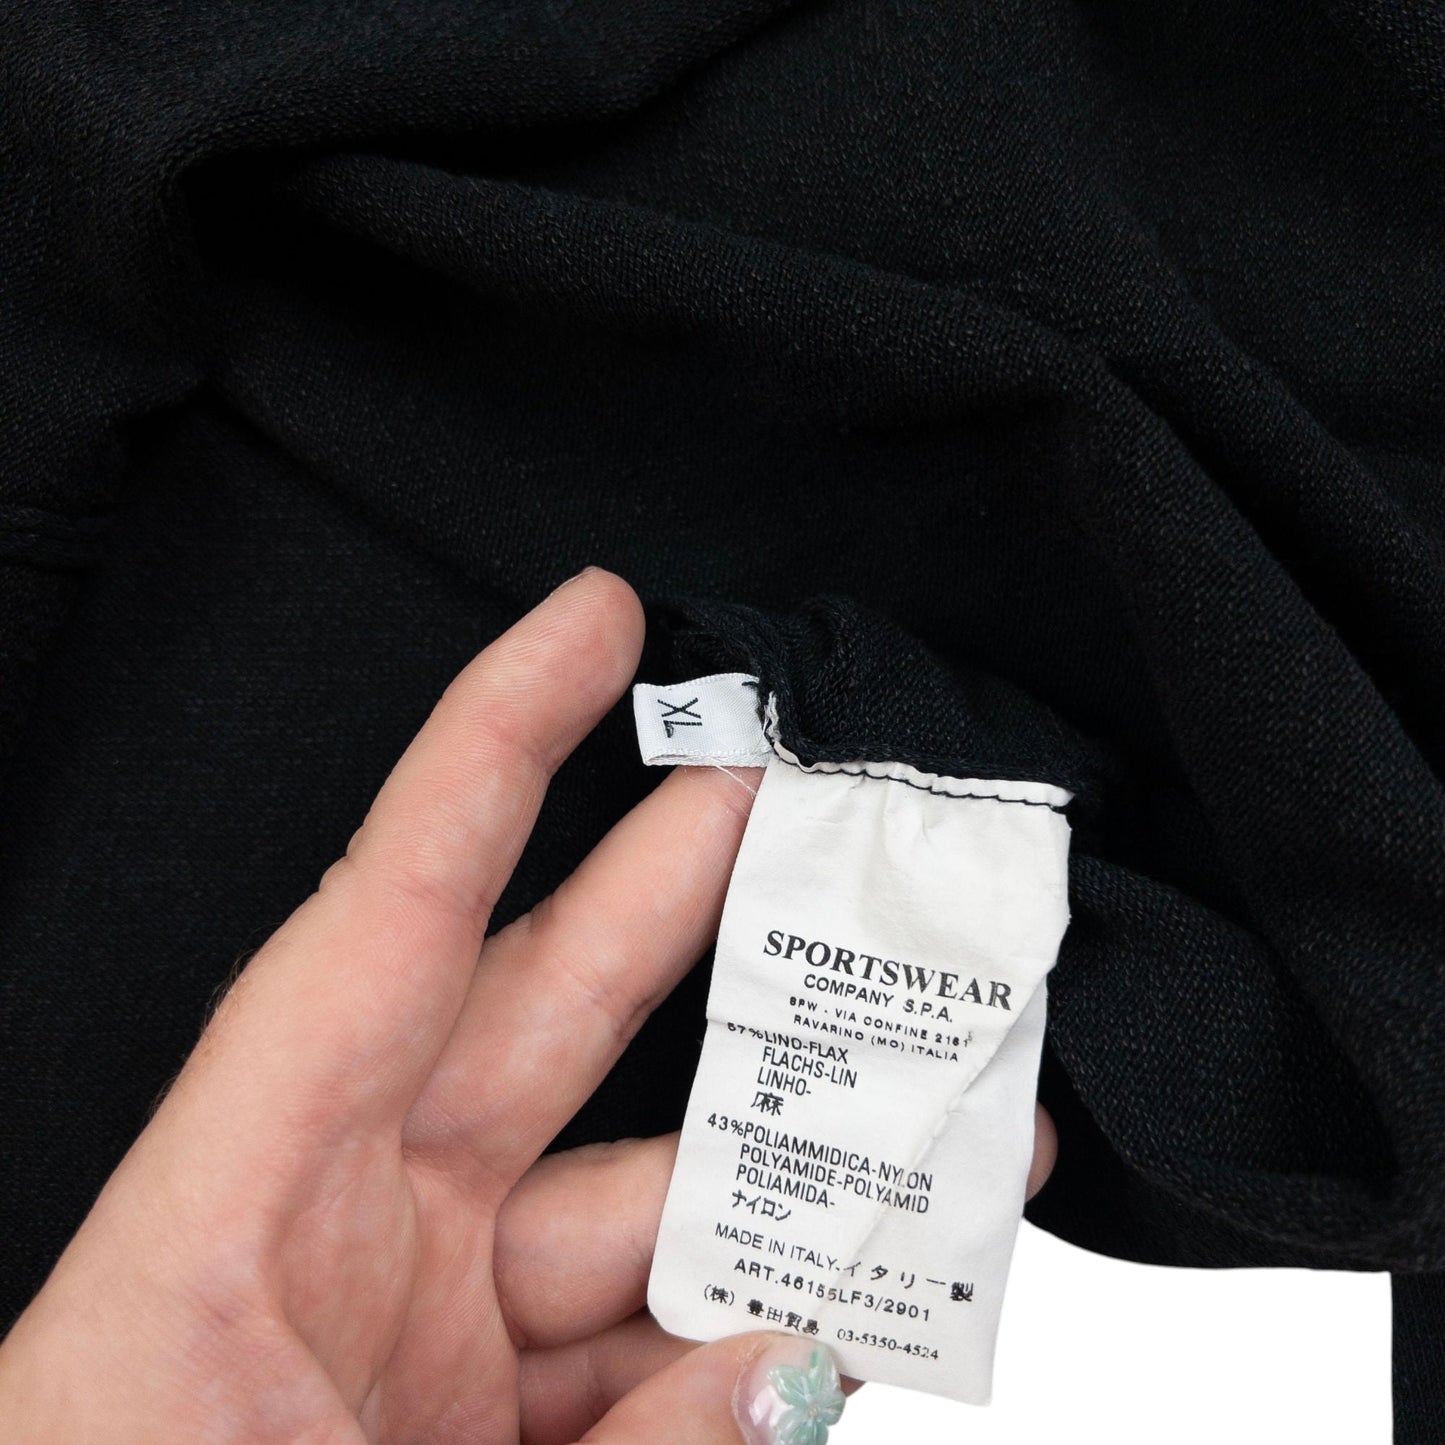 XL
SPORTSWEAR
COMPANY S.P.A.
SPW . VIA CONFINE 2161
RAVARINO (MO) ITALIA
57%LINO-FLAX
FLACHS-LIN
LINHO-
麻
43%POLIAMMIDICA-NYLON
POLYAMIDE-POLYAMID
POLIAMIDA-
ナイロン
MADE IN ITALY-イタリー製
ART.46155LF3/2901
(株) 豊田貿易 03-5350-4524